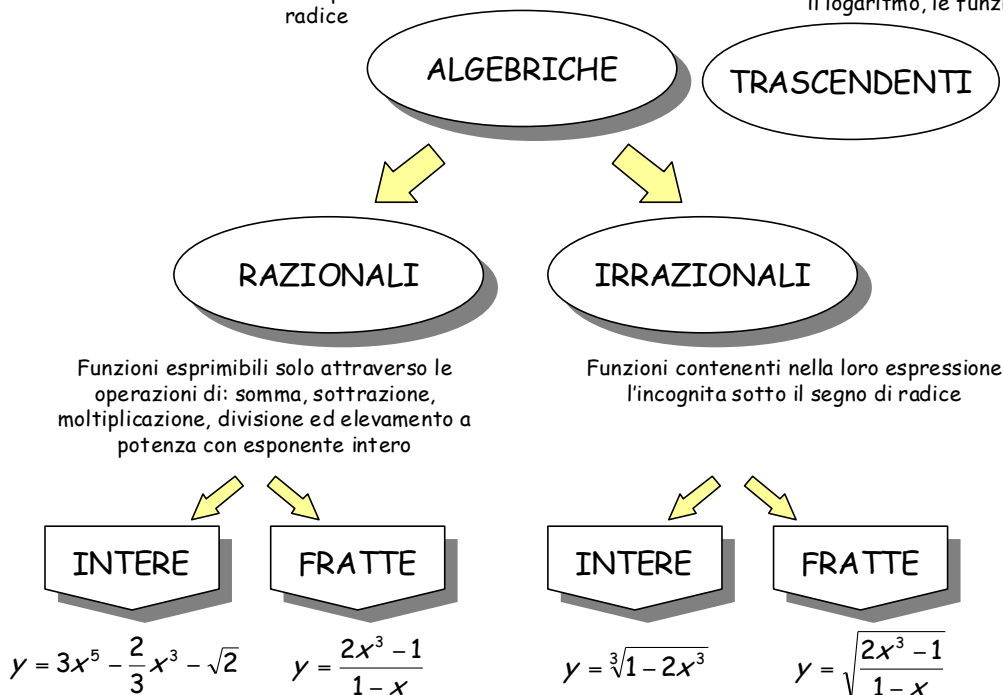 radice
il logaritmo, le funzi
ALGEBRICHE
TRASCENDENTI
RAZIONALI
IRRAZIONALI
Funzioni esprimibili solo attraverso le
operazioni di: somma, sottrazione,
moltiplicazione, divisione ed elevamento a
potenza con esponente intero
Funzioni contenenti nella loro espressione
l'incognita sotto il segno di radice
INTERE
FRATTE
INTERE
FRATTE
y = 3x⁵ − 2/3 x³ − √2
y = (2x³ − 1)/(1 − x)
y = ∛(1 − 2x³)
y = √((2x³ − 1)/(1 − x))